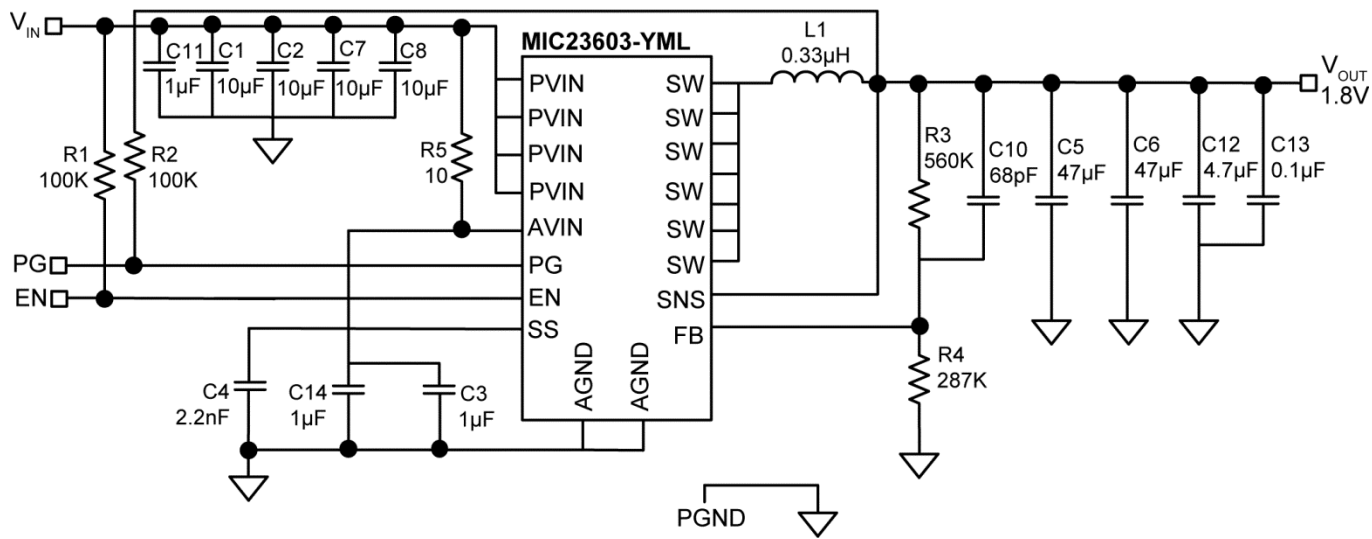 V_IN
C11
1µF
C1
10µF
C2
10µF
C7
10µF
C8
10µF
R1
100K
R2
100K
R5
10
PG
EN
MIC23603-YML
PVIN
PVIN
PVIN
PVIN
AVIN
PG
EN
SS
SW
SW
SW
SW
SW
SW
SNS
FB
AGND
AGND
L1
0.33µH
V_OUT
1.8V
R3
560K
C10
68pF
C5
47µF
C6
47µF
C12
4.7µF
C13
0.1µF
R4
287K
C4
2.2nF
C14
1µF
C3
1µF
PGND